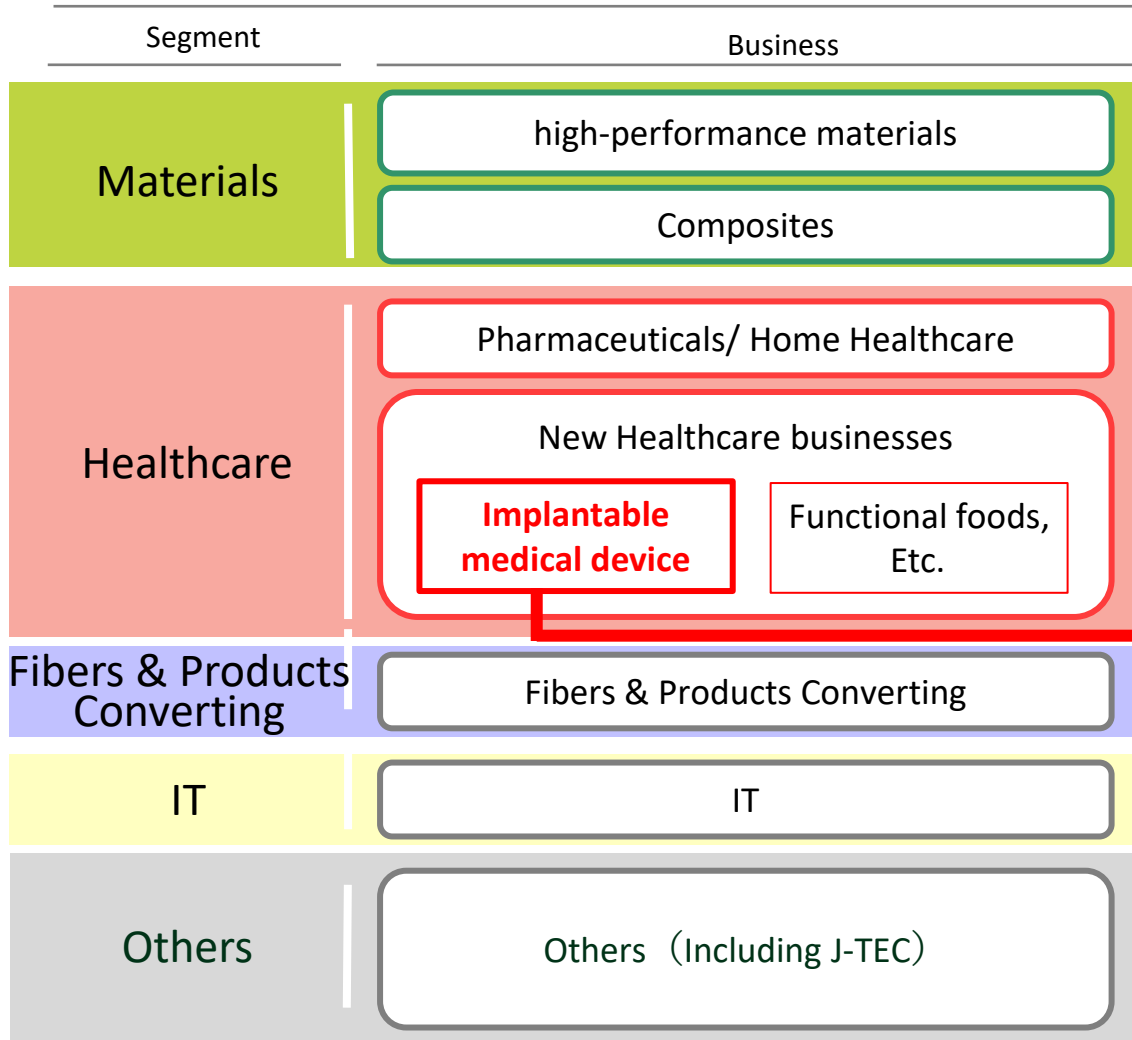 Segment
Business
Materials
high-performance materials
Composites
Healthcare
Pharmaceuticals/ Home Healthcare
New Healthcare businesses
Implantable
medical device
Functional foods,
Etc.
Fibers & Products
Converting
Fibers & Products Converting
IT
IT
Others
Others（Including J-TEC）